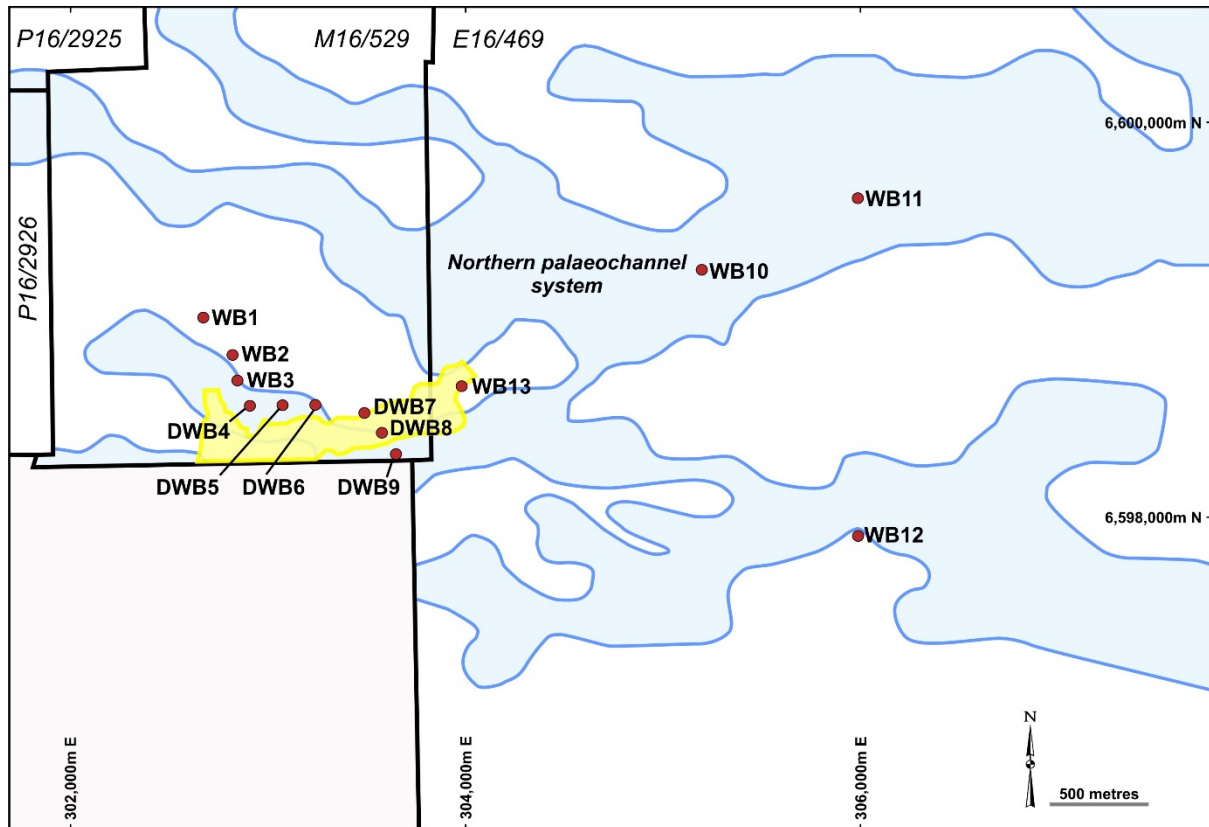 P16/2925
M16/529
E16/469
6,600,000m N
P16/2926
WB11
Northern palaeochannel
system
WB10
WB1
WB2
WB3
WB13
DWB7
DWB4
DWB8
DWB5
DWB6
DWB9
6,598,000m N
WB12
302,000m E
304,000m E
306,000m E
N
500 metres